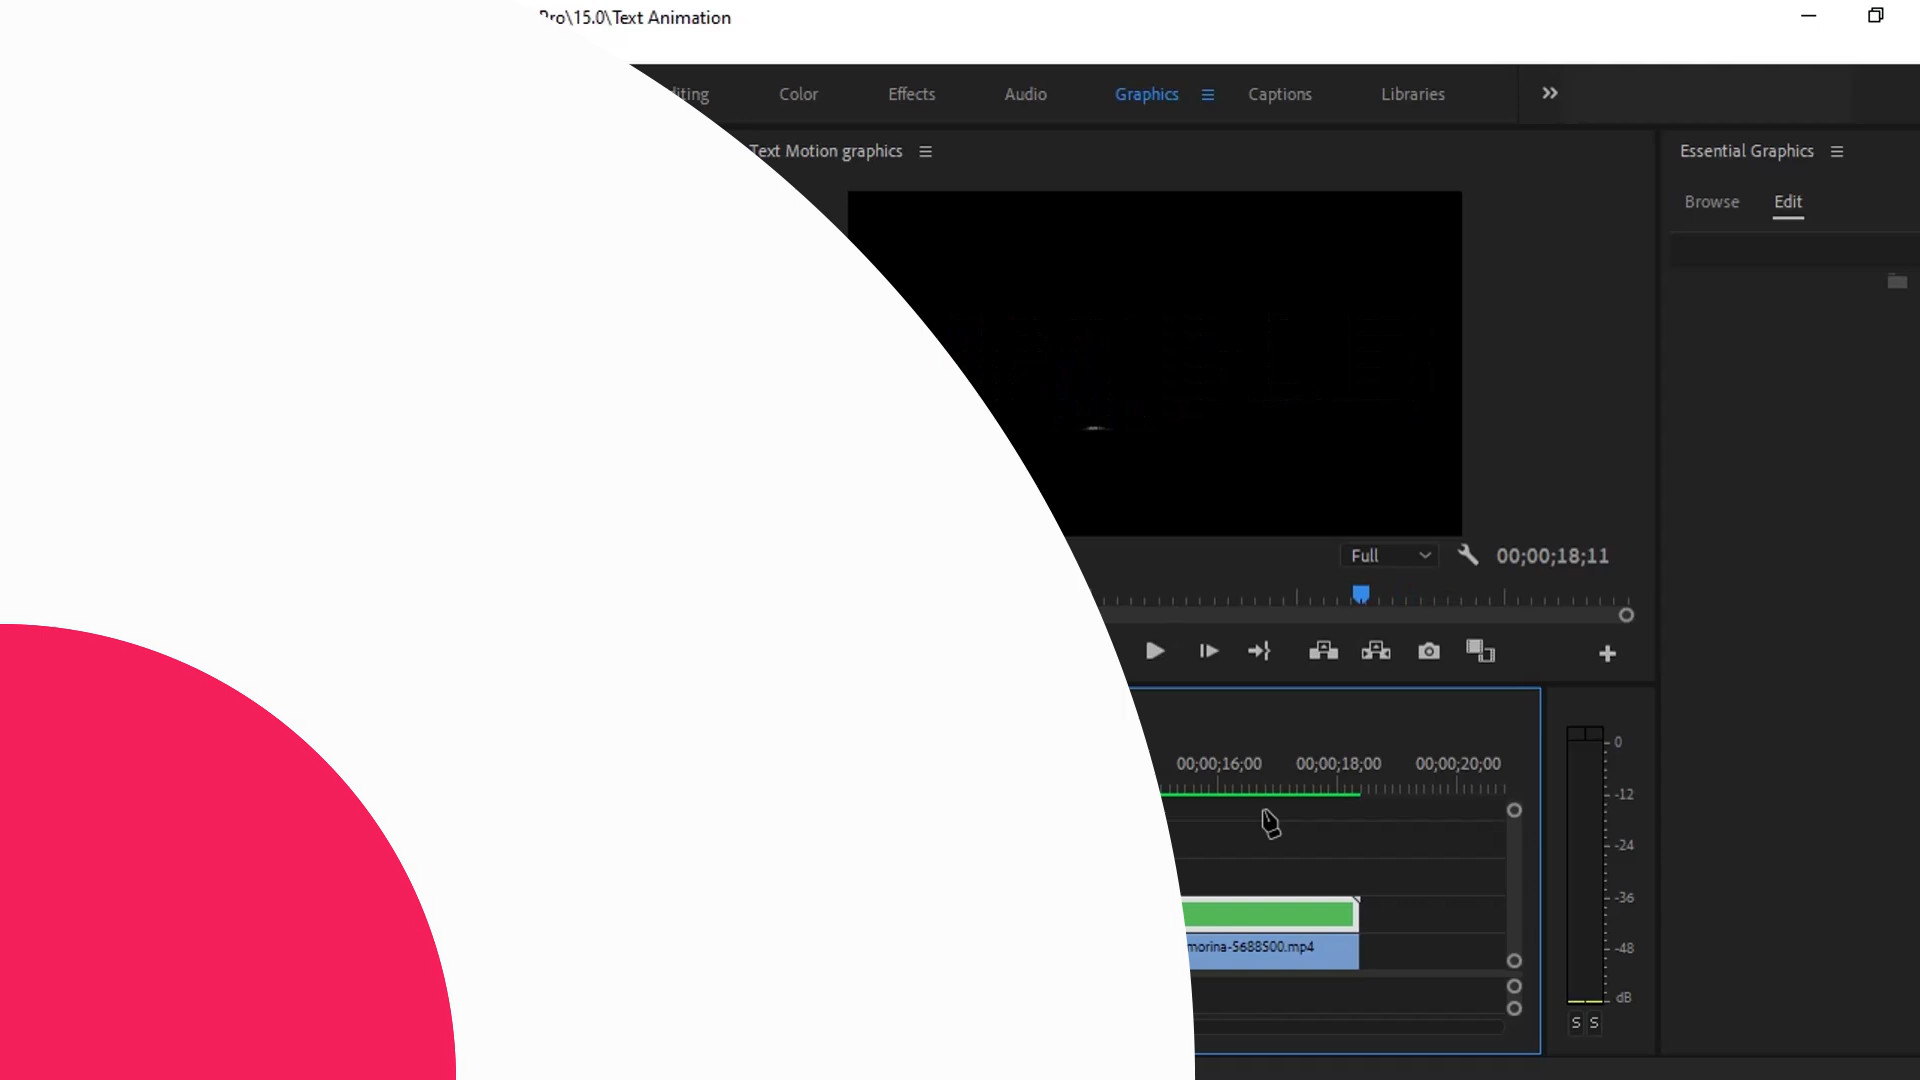 Pro\15.0\Text Animation
Color Effects Audio Graphics Captions Libraries
Text Motion graphics
Essential Graphics
Browse Edit
Full 00;00;18;11
00;00;16;00 00;00;18;00 00;00;20;00
0
-12
-24
-36
-48
dB
morina-5688500.mp4
S S